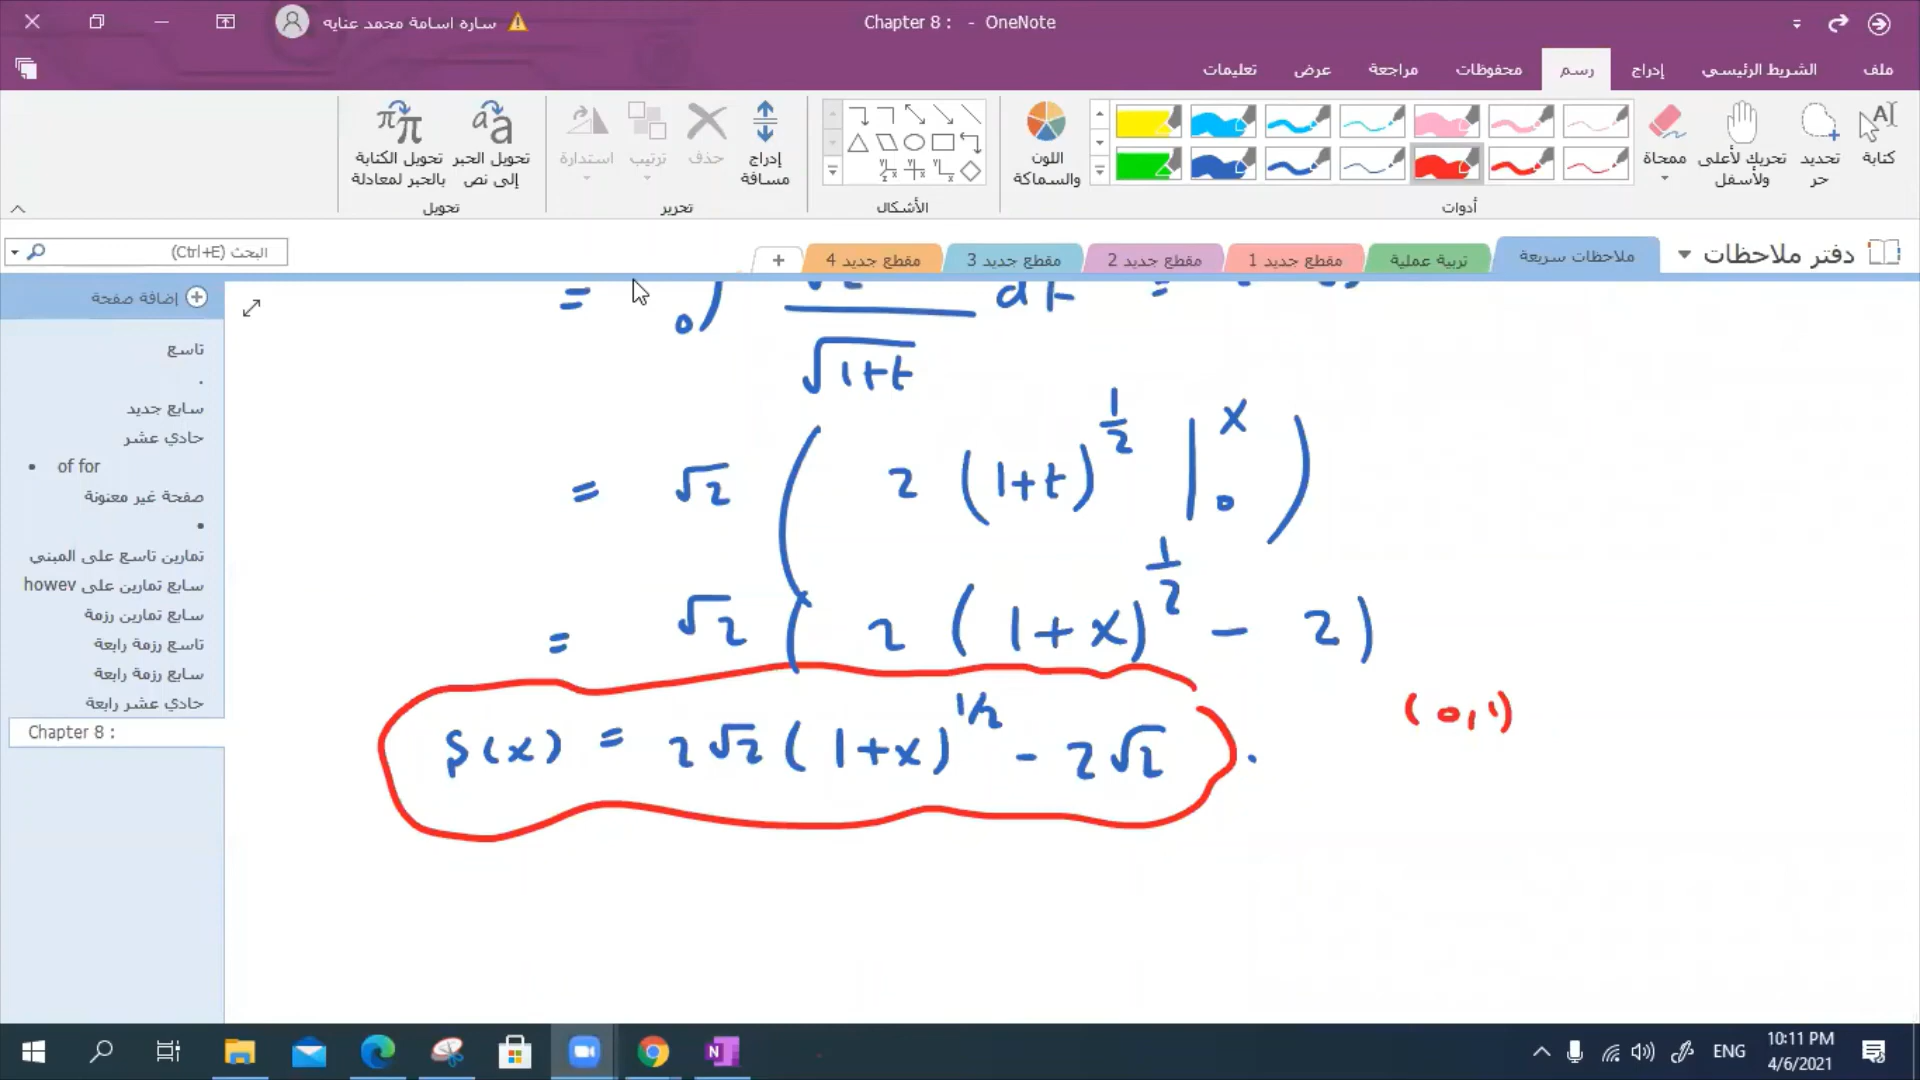 ساره اسامة محمد عنايه
Chapter 8 : - OneNote
ملف
الشريط الرئيسي
إدراج
رسم
محفوظات
مراجعة
عرض
تعليمات
كتابة
تحديد حر
تحريك لأعلى ولأسفل
ممحاة
أدوات
اللون والسماكة
الأشكال
إدراج مسافة
حذف
ترتيب
استدارة
تحرير
تحويل الحبر إلى نص
تحويل الكتابة بالحبر لمعادلة
تحويل
دفتر ملاحظات
ملاحظات سريعة
تربية عملية
مقطع جديد 1
مقطع جديد 2
مقطع جديد 3
مقطع جديد 4
+
البحث (Ctrl+E)
إضافة صفحة
تاسع
.
سابع جديد
حادي عشر
• of for
صفحة غير معنونة
•
تمارين تاسع على المبني
سابع تمارين على howev
سابع تمارين رزمة
تاسع رزمة رابعة
سابع رزمة رابعة
حادي عشر رابعة
Chapter 8 :
= ∫ 0 √(1+t) dt =
= √2 ( 2 (1+t)^1/2 | x 0 )
= √2 ( 2 (1+x)^1/2 - 2 )
(0,1)
S(x) = 2√2 (1+x)^1/2 - 2√2 .
ENG
10:11 PM
4/6/2021